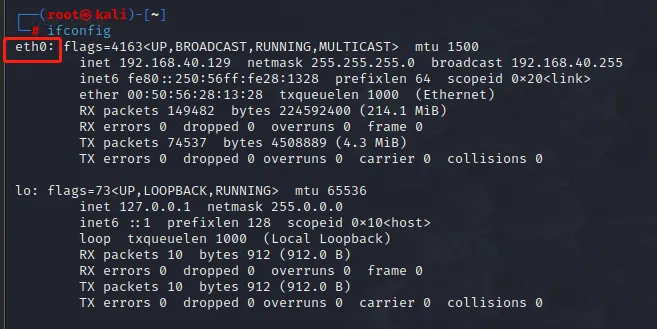 ┌──(root㉿kali)-[~]
└─# ifconfig
eth0: flags=4163<UP,BROADCAST,RUNNING,MULTICAST>  mtu 1500
        inet 192.168.40.129  netmask 255.255.255.0  broadcast 192.168.40.255
        inet6 fe80::250:56ff:fe28:1328  prefixlen 64  scopeid 0×20<link>
        ether 00:50:56:28:13:28  txqueuelen 1000  (Ethernet)
        RX packets 149482  bytes 224592400 (214.1 MiB)
        RX errors 0  dropped 0  overruns 0  frame 0
        TX packets 74537  bytes 4508889 (4.3 MiB)
        TX errors 0  dropped 0 overruns 0  carrier 0  collisions 0
lo: flags=73<UP,LOOPBACK,RUNNING>  mtu 65536
        inet 127.0.0.1  netmask 255.0.0.0
        inet6 ::1  prefixlen 128  scopeid 0×10<host>
        loop  txqueuelen 1000  (Local Loopback)
        RX packets 10  bytes 912 (912.0 B)
        RX errors 0  dropped 0  overruns 0  frame 0
        TX packets 10  bytes 912 (912.0 B)
        TX errors 0  dropped 0 overruns 0  carrier 0  collisions 0